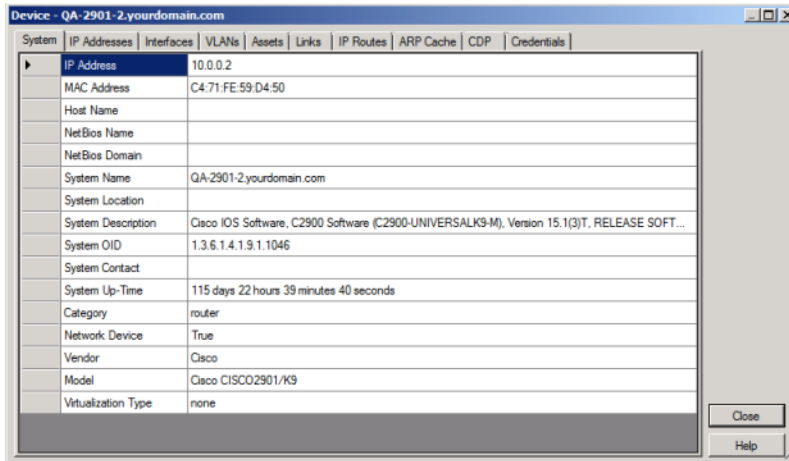 Device - QA-2901-2.yourdomain.com
System IP Addresses Interfaces VLANs Assets Links IP Routes ARP Cache CDP Credentials
IP Address 10.0.0.2
MAC Address C4:71:FE:59:D4:50
Host Name
NetBios Name
NetBios Domain
System Name QA-2901-2.yourdomain.com
System Location
System Description Cisco IOS Software, C2900 Software (C2900-UNIVERSALK9-M), Version 15.1(3)T, RELEASE SOFT...
System OID 1.3.6.1.4.1.9.1.1046
System Contact
System Up-Time 115 days 22 hours 39 minutes 40 seconds
Category router
Network Device True
Vendor Cisco
Model Cisco CISCO2901/K9
Virtualization Type none
Close
Help